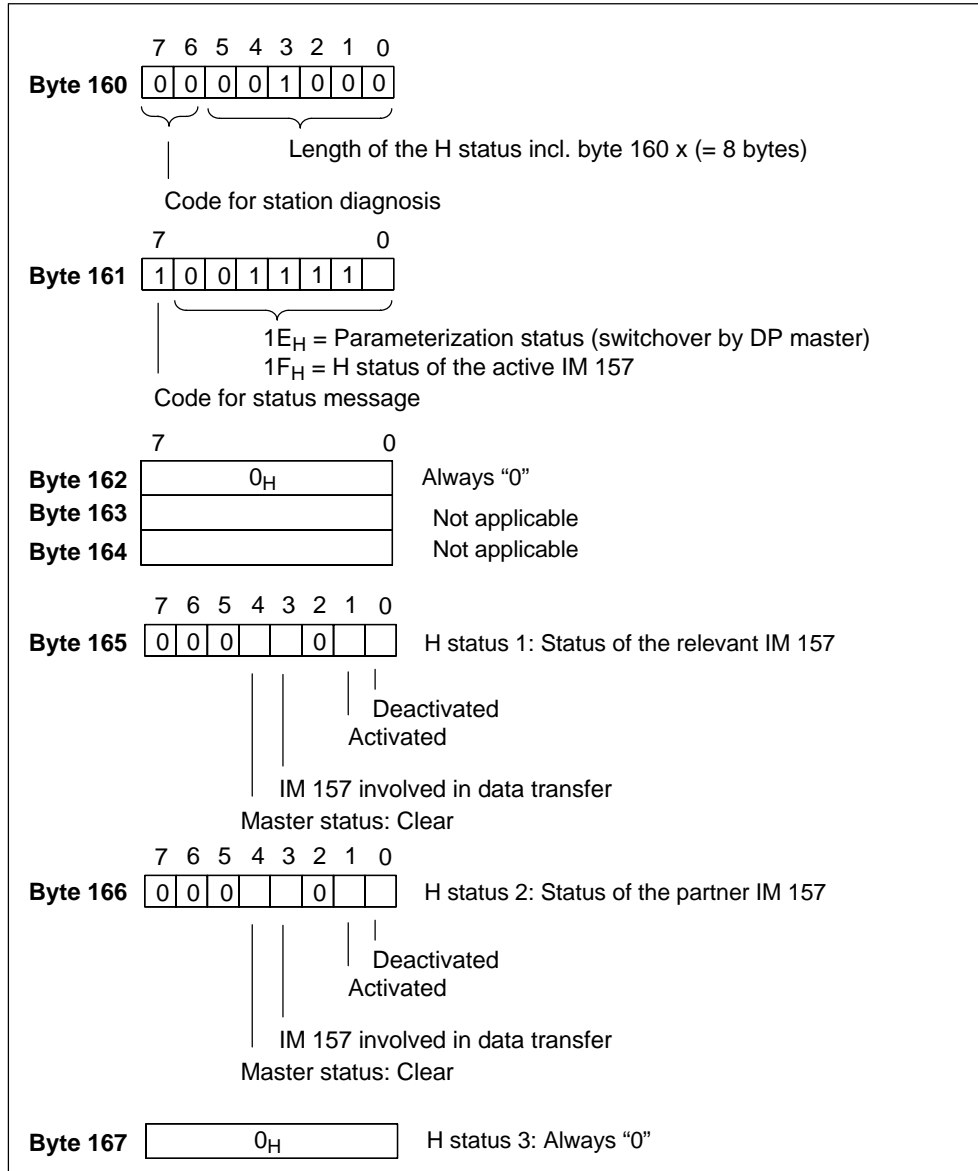 7 6 5 4 3 2 1 0
Byte 160 0 0 0 0 1 0 0 0
Length of the H status incl. byte 160 x (= 8 bytes)
Code for station diagnosis
7 0
Byte 161 1 0 0 1 1 1 1
1EH = Parameterization status (switchover by DP master)
1FH = H status of the active IM 157
Code for status message
7 0
Byte 162 0H Always “0”
Byte 163 Not applicable
Byte 164 Not applicable
7 6 5 4 3 2 1 0
Byte 165 0 0 0 0 H status 1: Status of the relevant IM 157
Deactivated
Activated
IM 157 involved in data transfer
Master status: Clear
7 6 5 4 3 2 1 0
Byte 166 0 0 0 0 H status 2: Status of the partner IM 157
Deactivated
Activated
IM 157 involved in data transfer
Master status: Clear
Byte 167 0H H status 3: Always “0”